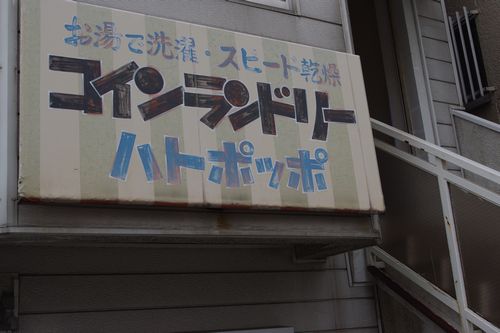 お湯で洗濯・スピード乾燥
コインランドリー
ハトポッポ